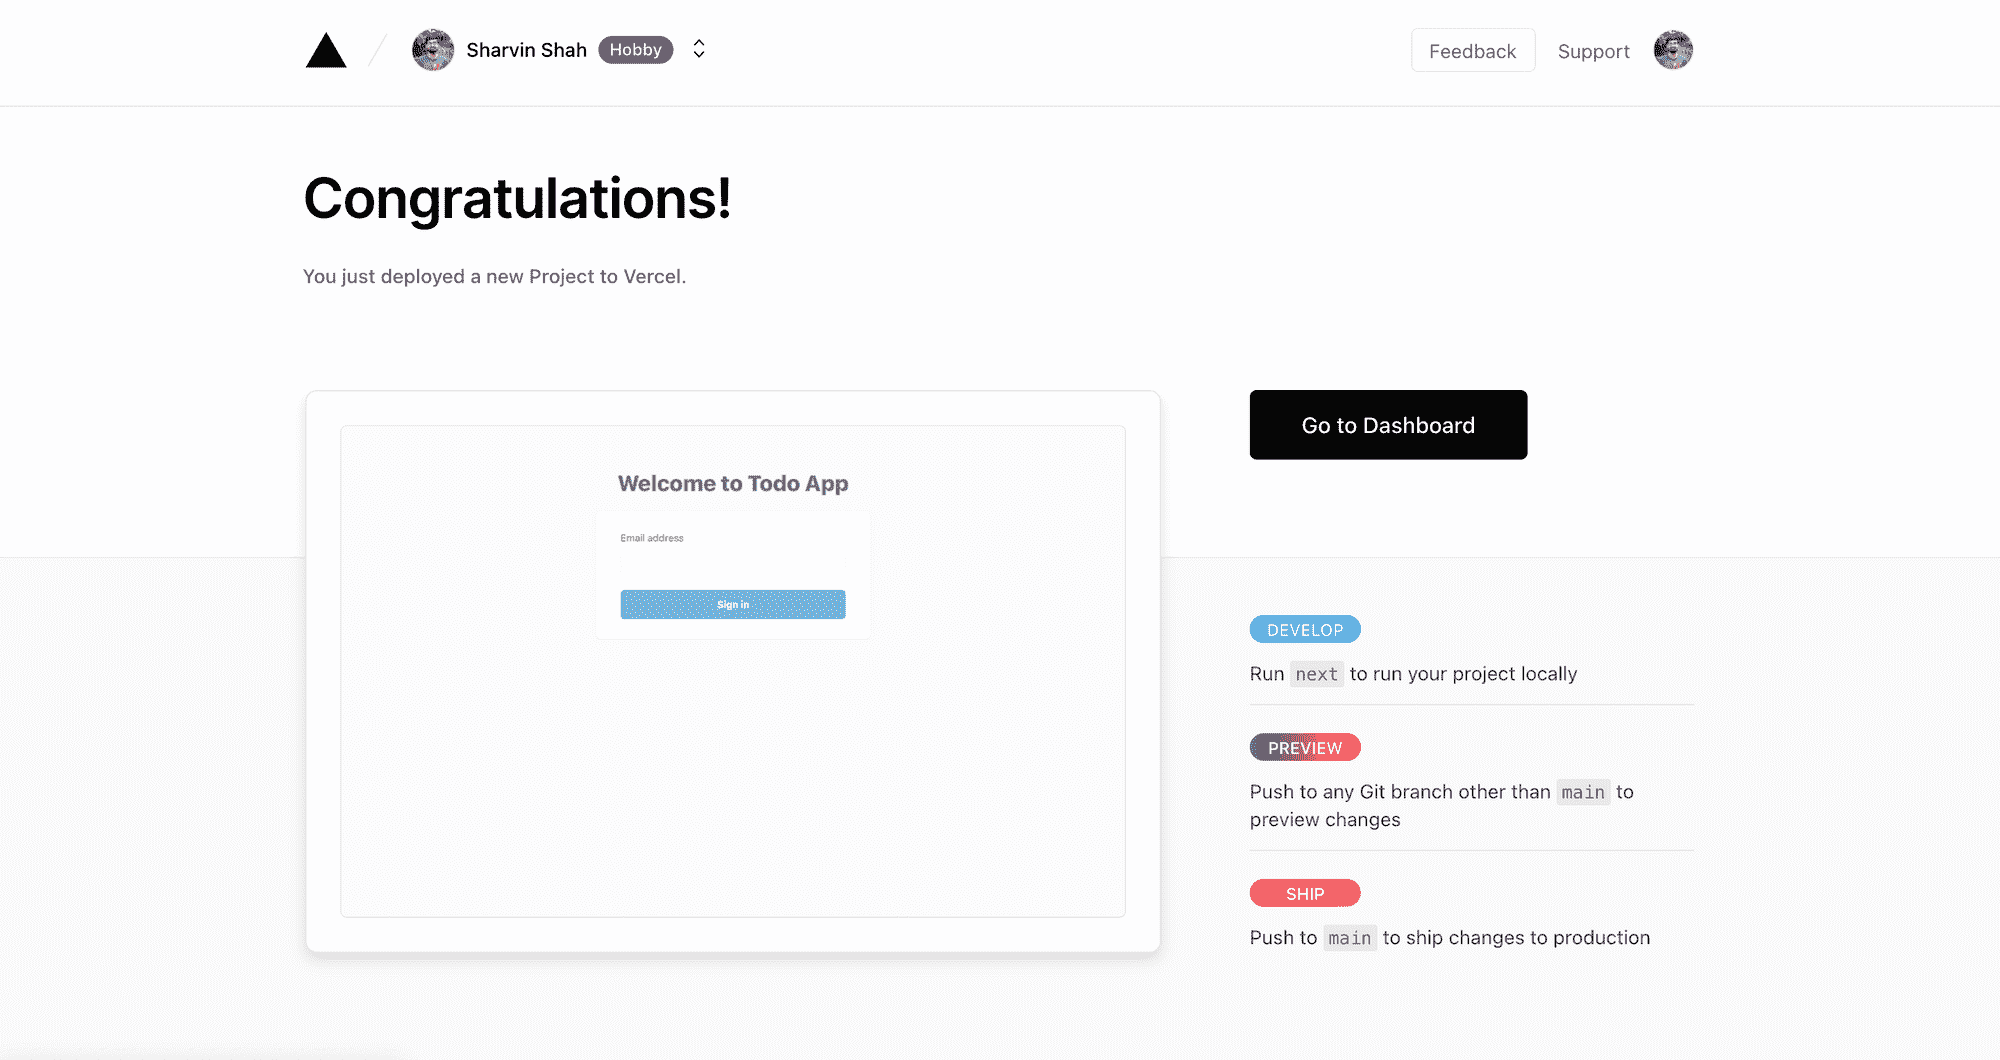 Sharvin Shah Hobby
Feedback Support
Congratulations!
You just deployed a new Project to Vercel.
Welcome to Todo App
Email address
Sign in
Go to Dashboard
DEVELOP
Run next to run your project locally
PREVIEW
Push to any Git branch other than main to
preview changes
SHIP
Push to main to ship changes to production